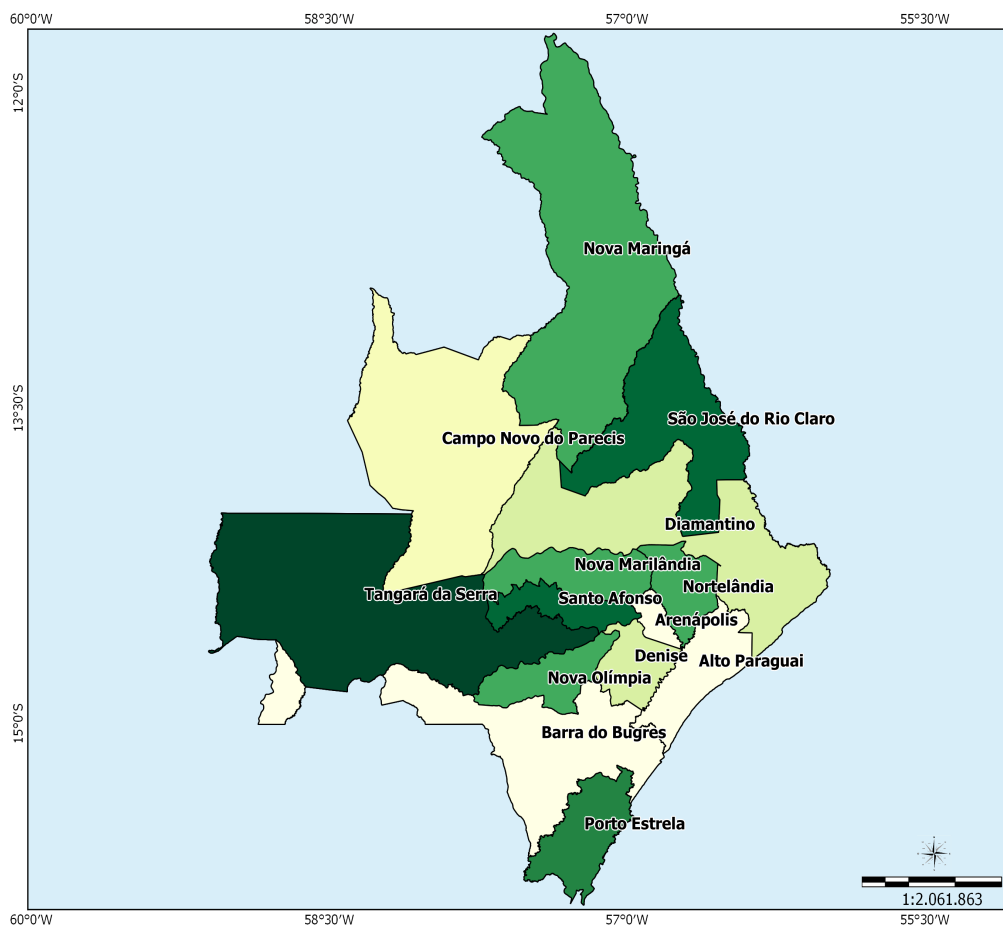 60°0'W 58°30'W 57°0'W 55°30'W
12°0'S
Nova Maringá
13°30'S
São José do Rio Claro
Campo Novo do Parecis
Diamantino
Nova Marilândia
Nortelândia
Tangará da Serra
Santo Afonso
Arenápolis
Denise
Alto Paraguai
Nova Olímpia
15°0'S
Barra do Bugres
Porto Estrela
1:2.061.863
60°0'W 58°30'W 57°0'W 55°30'W